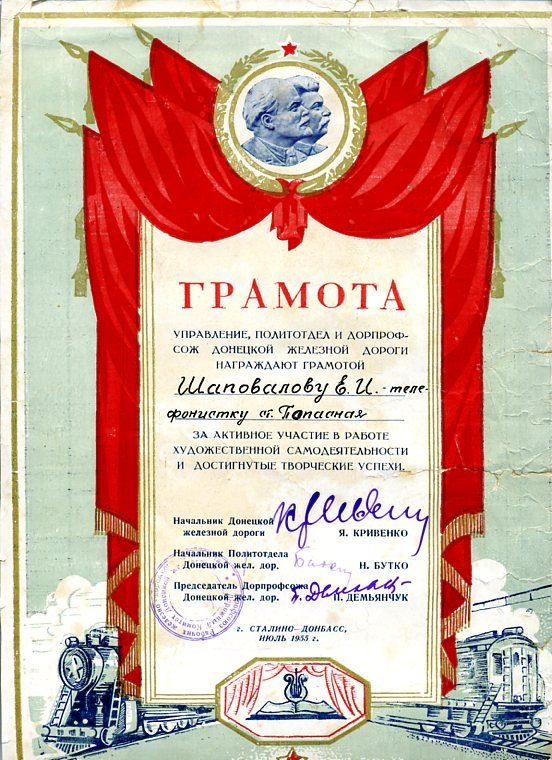 ГРАМОТА
УПРАВЛЕНИЕ, ПОЛИТОТДЕЛ И ДОРПРОФ-
СОЖ ДОНЕЦКОЙ ЖЕЛЕЗНОЙ ДОРОГИ
НАГРАЖДАЮТ ГРАМОТОЙ
Шаповалову Е. И. - теле-
фонистку ст. Попасная
ЗА АКТИВНОЕ УЧАСТИЕ В РАБОТЕ
ХУДОЖЕСТВЕННОЙ САМОДЕЯТЕЛЬНОСТИ
И ДОСТИГНУТЫЕ ТВОРЧЕСКИЕ УСПЕХИ.
Начальник Донецкой
железной дороги Я. КРИВЕНКО
Начальник Политотдела
Донецкой жел. дор. Н. БУТКО
Председатель Дорпрофсожа
Донецкой жел. дор. П. ДЕМЬЯНЧУК
г. СТАЛИНО—ДОНБАСС,
ИЮЛЬ 1955 г.